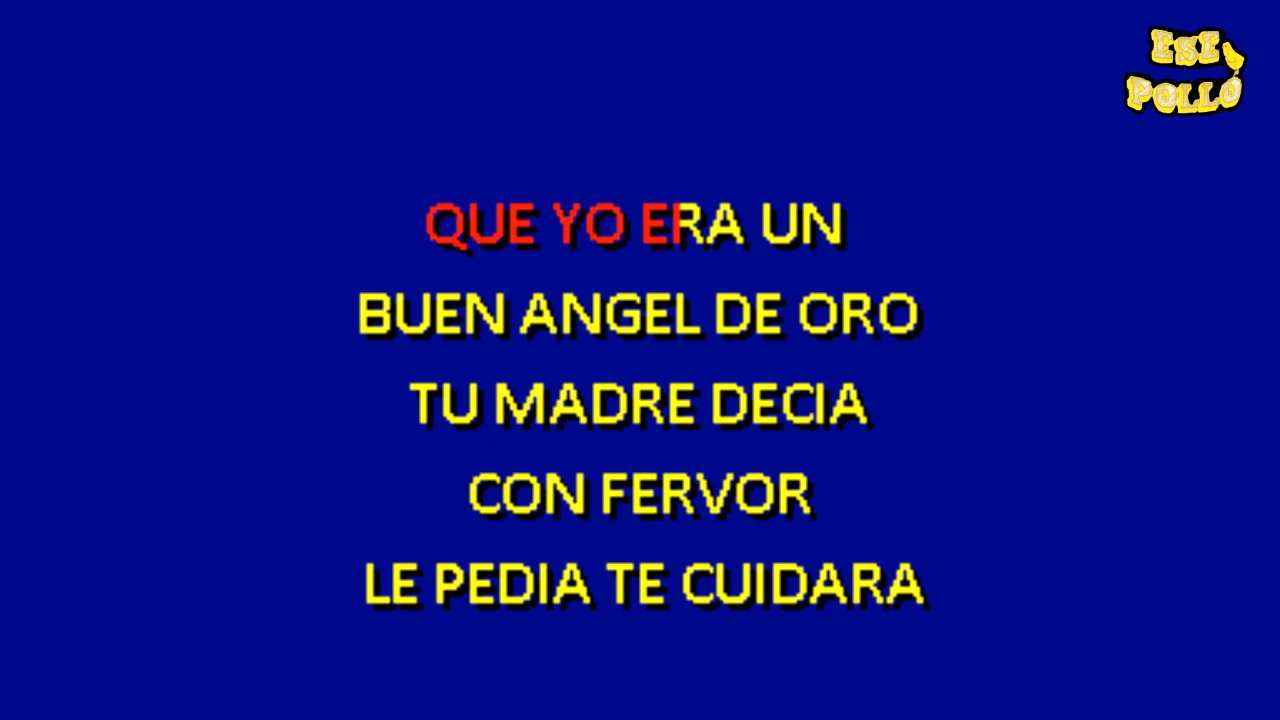 ESE
POLLO
QUE YO ERA UN
BUEN ANGEL DE ORO
TU MADRE DECIA
CON FERVOR
LE PEDIA TE CUIDARA